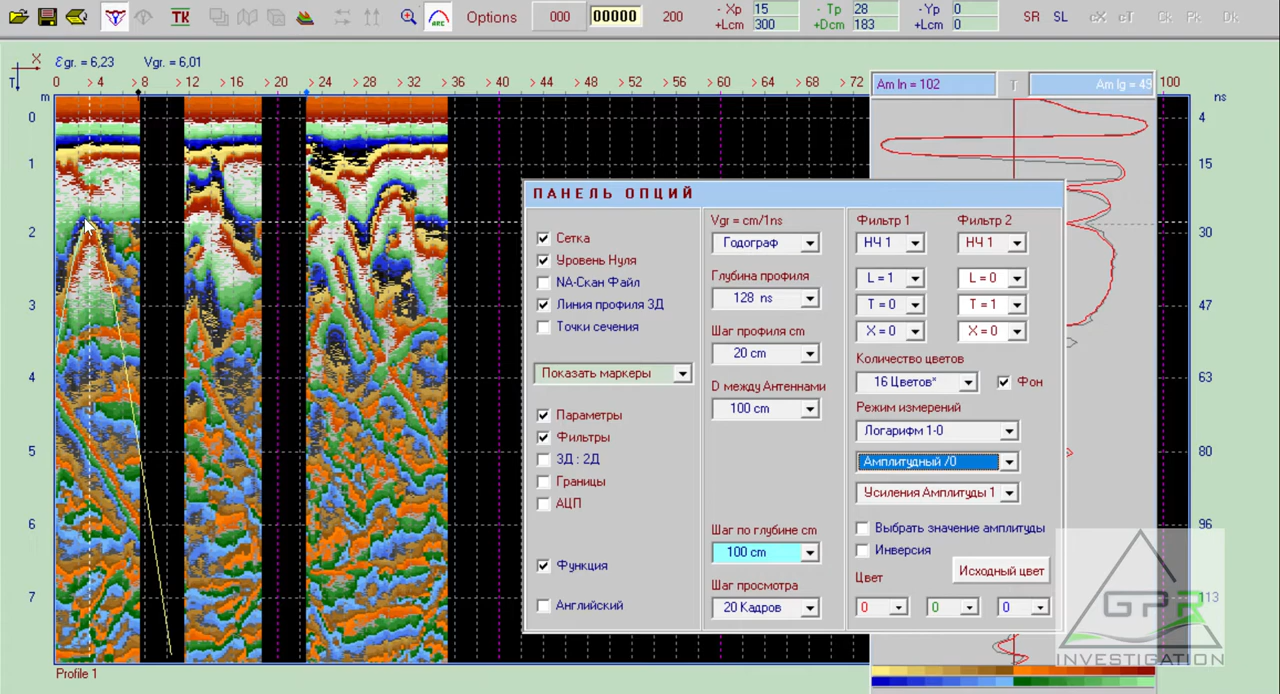 TK
Options
000
00000
200
- Xp 15
+Lcm 300
- Tp 28
+Dcm 183
-Yp 0
+Lcm 0
SR SL cX cT Ck Pk Dk
X
T
Ɛgr. = 6,23 Vgr. = 6,01
0 > 4 > 8 > 12 > 16 > 20 > 24 > 28 > 32 > 36 > 40 > 44 > 48 > 52 > 56 > 60 > 64 > 68 > 72 100
Am In = 102
T
Am Ig = 49
m
ns
0
1
2
3
4
5
6
7
4
15
30
47
63
80
96
113
ПАНЕЛЬ ОПЦИЙ
Сетка
Уровень Нуля
NA-Скан Файл
Линия профиля 3Д
Точки сечения
Показать маркеры
Параметры
Фильтры
3Д : 2Д
Границы
АЦП
Функция
Английский
Vgr = cm/1ns
Годограф
Глубина профиля
128 ns
Шаг профиля cm
20 cm
D между Антеннами
100 cm
Шаг по глубине cm
100 cm
Шаг просмотра
20 Кадров
Фильтр 1 Фильтр 2
НЧ 1 НЧ 1
L = 1 L = 0
T = 0 T = 1
X = 0 X = 0
Количество цветов
16 Цветов* Фон
Режим измерений
Логарифм 1-0
Амплитудный /0
Усиления Амплитуды 1
Выбрать значение амплитуды
Инверсия
Исходный цвет
Цвет
0 0 0
Profile 1
GPR
INVESTIGATION